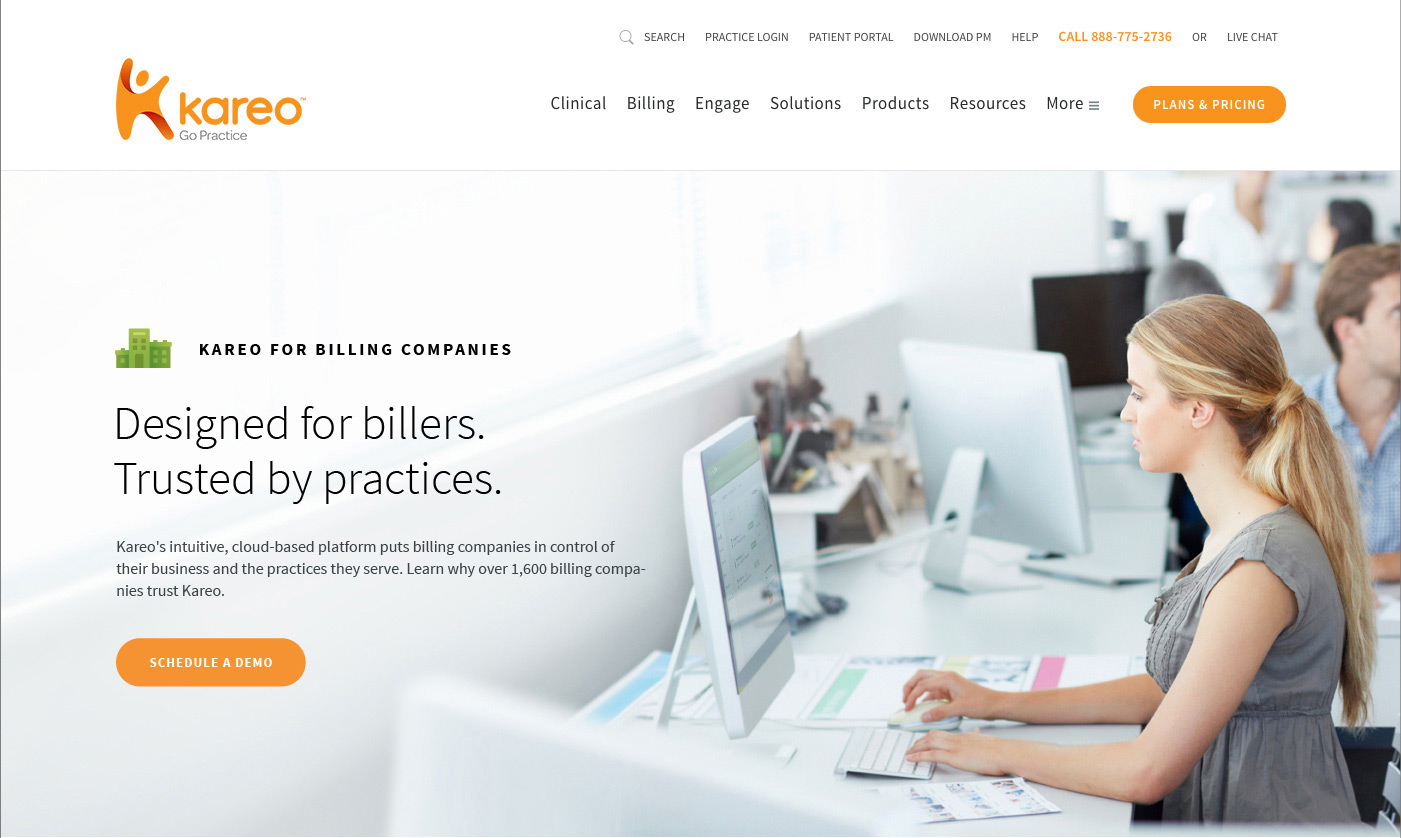 SEARCH PRACTICE LOGIN PATIENT PORTAL DOWNLOAD PM HELP CALL 888-775-2736 OR LIVE CHAT
kareo™
Go Practice
Clinical Billing Engage Solutions Products Resources More PLANS & PRICING
KAREO FOR BILLING COMPANIES
Designed for billers.
Trusted by practices.
Kareo's intuitive, cloud-based platform puts billing companies in control of
their business and the practices they serve. Learn why over 1,600 billing compa-
nies trust Kareo.
SCHEDULE A DEMO